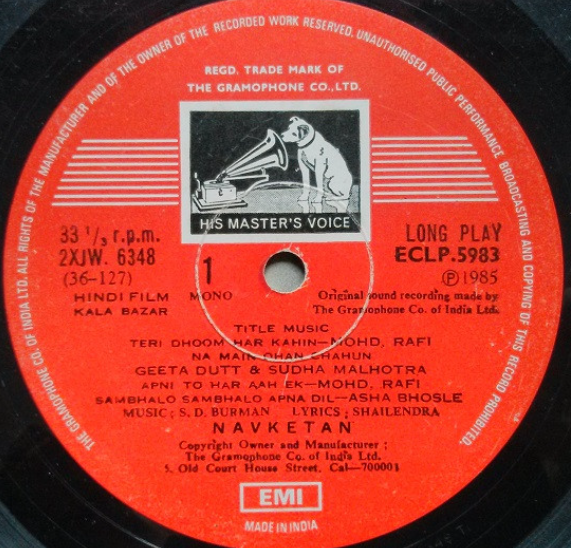 THE GRAMOPHONE CO. OF INDIA LTD. ALL RIGHTS OF THE MANUFACTURER AND OF THE OWNER OF THE RECORDED WORK RESERVED. UNAUTHORISED PUBLIC PERFORMANCE BROADCASTING AND COPYING OF THIS RECORD PROHIBITED.
REGD. TRADE MARK OF
THE GRAMOPHONE CO., LTD.
HIS MASTER'S VOICE
33 1/3 r.p.m.
2XJW. 6348
(36-127)
1
LONG PLAY
ECLP.5983
Ⓟ1985
HINDI FILM
KALA BAZAR
MONO
Original sound recording made by
The Gramophone Co. of India Ltd.
TITLE MUSIC
TERI DHOOM HAR KAHIN—MOHD, RAFI
NA MAIN DHAN CHAHUN
GEETA DUTT & SUDHA MALHOTRA
APNI TO HAR AAH EK—MOHD, RAFI
SAMBHALO SAMBHALO APNA DIL—ASHA BHOSLE
MUSIC; S. D. BURMAN LYRICS; SHAILENDRA
NAVKETAN
Copyright Owner and Manufacturer ;
The Gramophone Co. of India Ltd.
5, Old Court House Street, Cal—700001
EMI
MADE IN INDIA